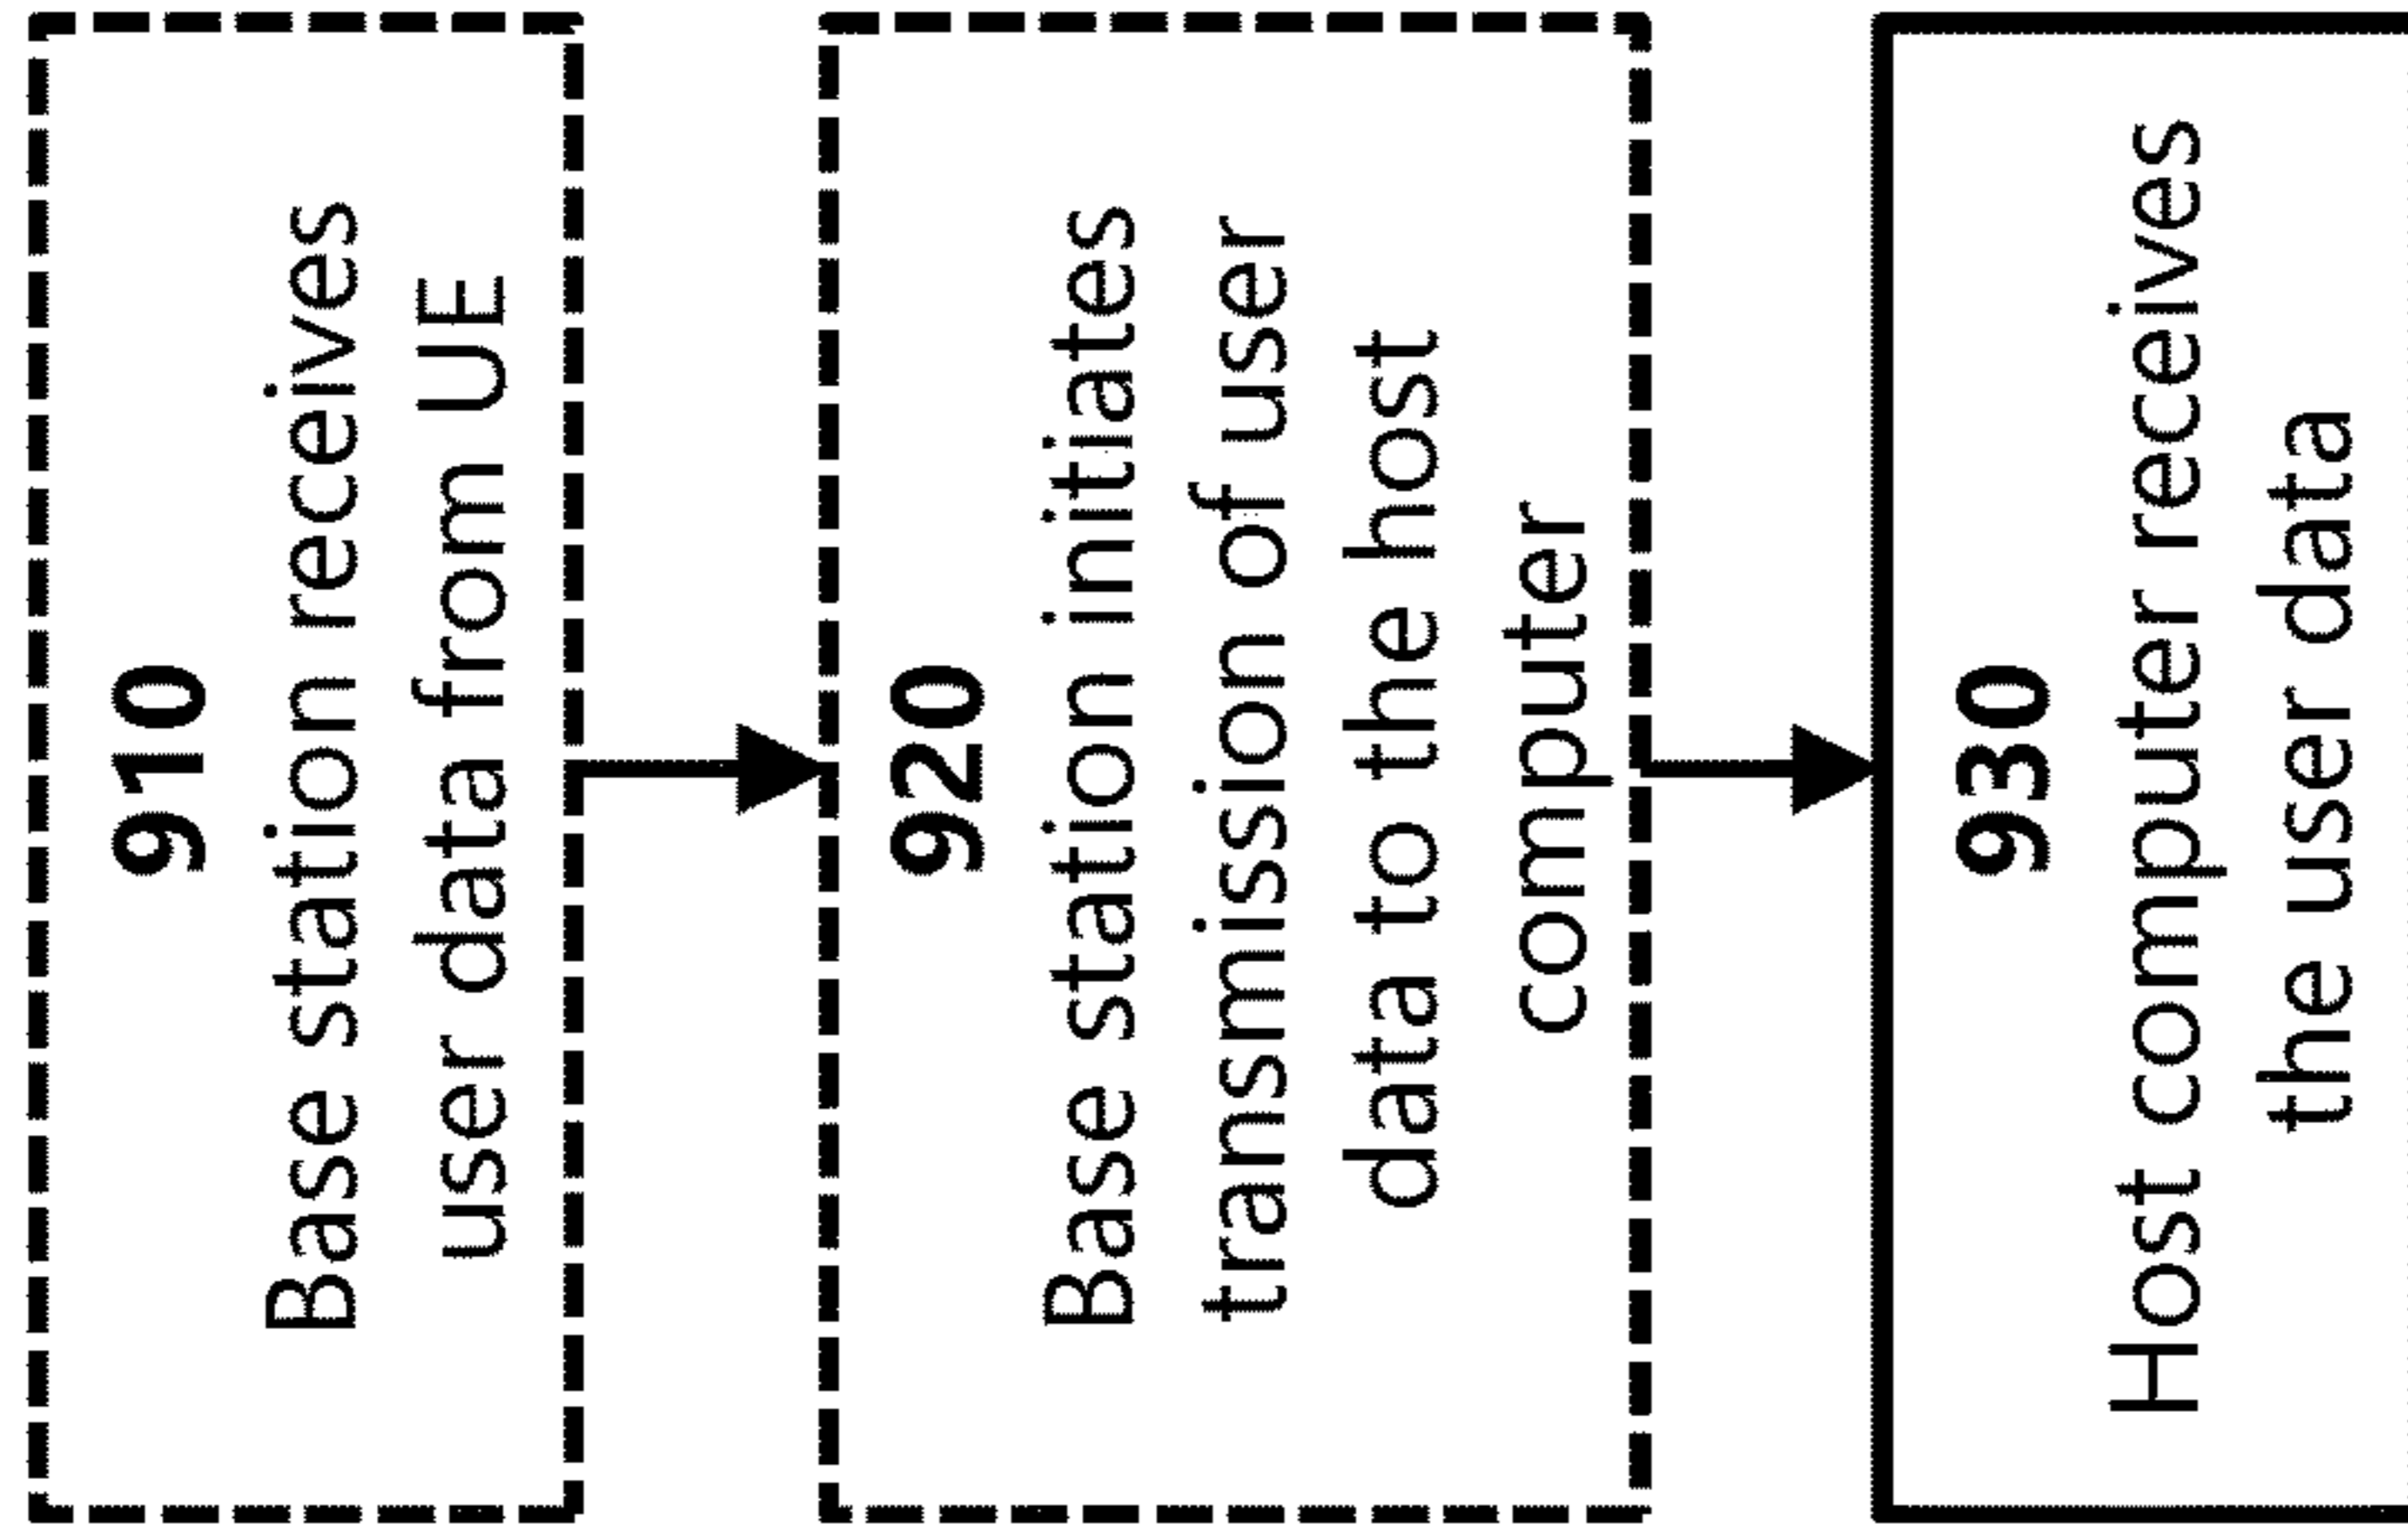 910
Base station receives
user data from UE
920
Base station initiates
transmission of user
data to the host
computer
930
Host computer receives
the user data